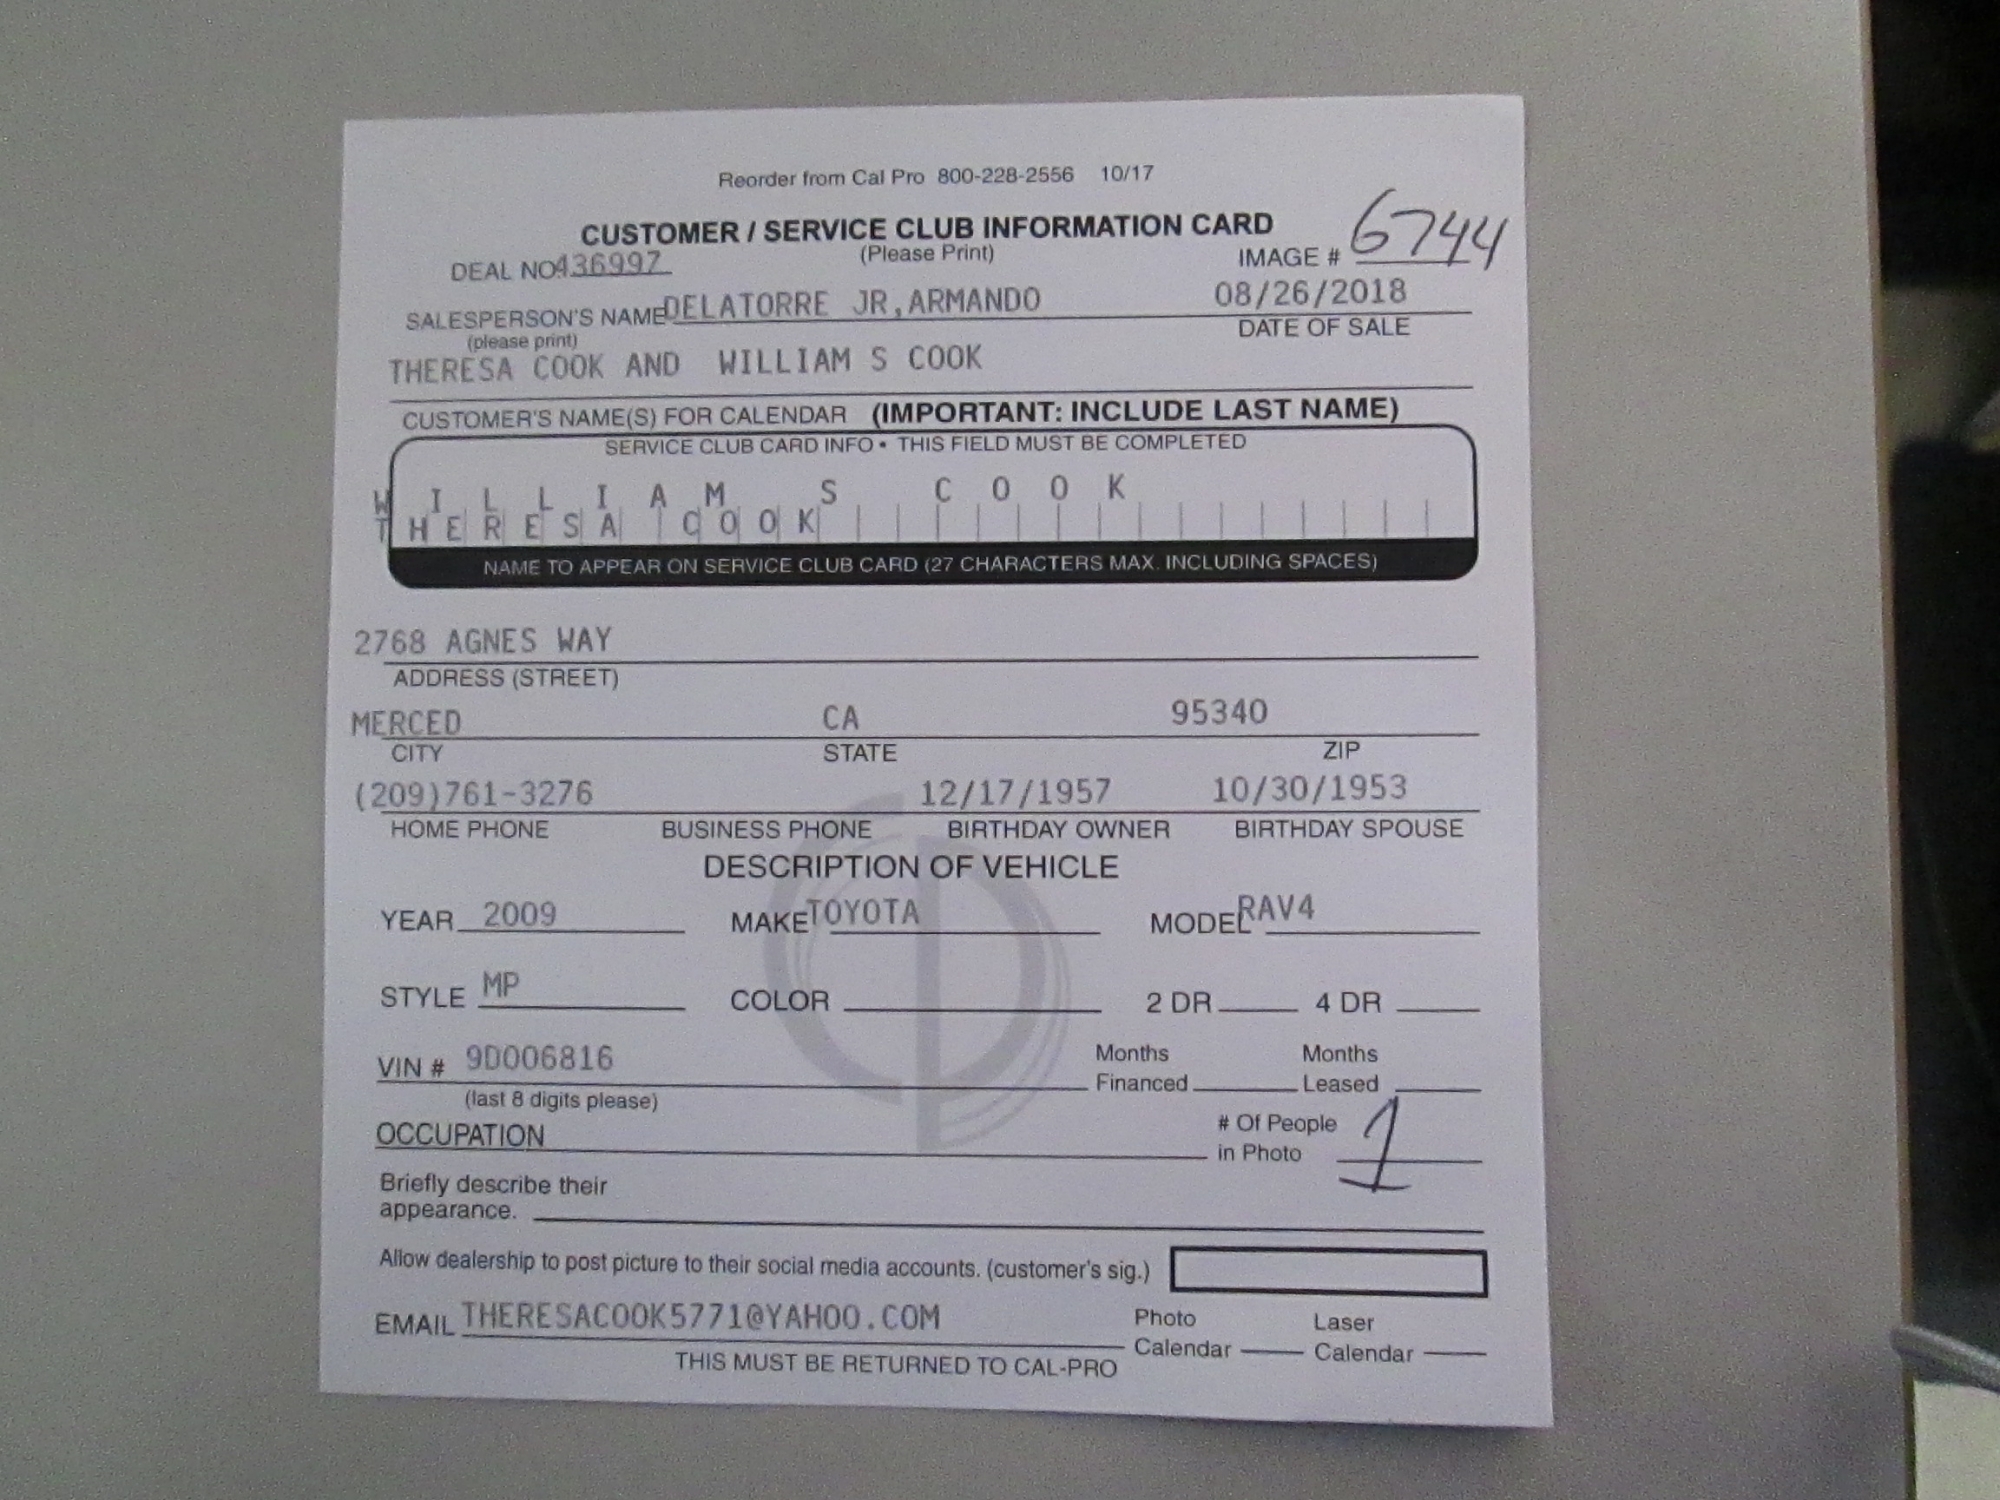 Reorder from Cal Pro 800-228-2556 10/17
CUSTOMER / SERVICE CLUB INFORMATION CARD
(Please Print)
IMAGE # 6744
DEAL NO 436997
SALESPERSON'S NAME DELATORRE JR,ARMANDO 08/26/2018
(please print) DATE OF SALE
THERESA COOK AND WILLIAM S COOK
CUSTOMER'S NAME(S) FOR CALENDAR (IMPORTANT: INCLUDE LAST NAME)
SERVICE CLUB CARD INFO • THIS FIELD MUST BE COMPLETED
WILLIAM S COOK
THERESA COOK
NAME TO APPEAR ON SERVICE CLUB CARD (27 CHARACTERS MAX. INCLUDING SPACES)
2768 AGNES WAY
ADDRESS (STREET)
MERCED CA 95340
CITY STATE ZIP
(209)761-3276 12/17/1957 10/30/1953
HOME PHONE BUSINESS PHONE BIRTHDAY OWNER BIRTHDAY SPOUSE
DESCRIPTION OF VEHICLE
YEAR 2009 MAKE TOYOTA MODEL RAV4
STYLE MP COLOR 2 DR 4 DR
VIN # 9D006816 Months Financed Months Leased
(last 8 digits please)
OCCUPATION # Of People in Photo 1
Briefly describe their
appearance.
Allow dealership to post picture to their social media accounts. (customer's sig.)
EMAIL THERESACOOK5771@YAHOO.COM Photo Calendar Laser Calendar
THIS MUST BE RETURNED TO CAL-PRO